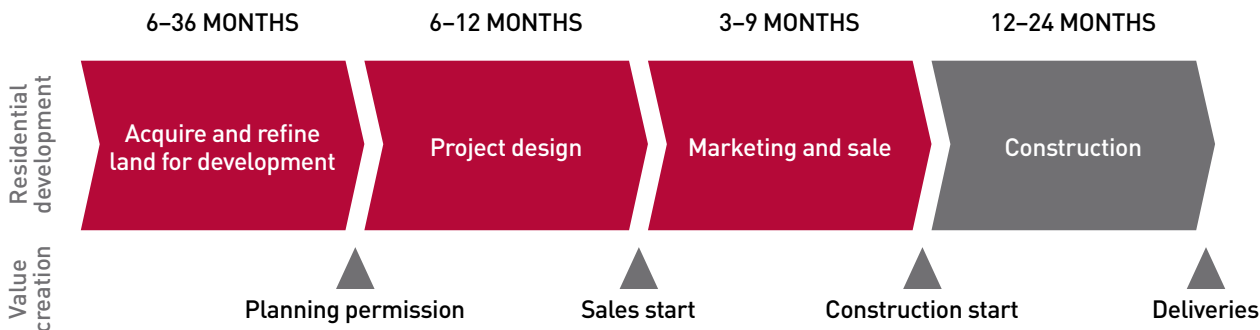 6–36 MONTHS
6–12 MONTHS
3–9 MONTHS
12–24 MONTHS
Residential
development
Acquire and refine
land for development
Project design
Marketing and sale
Construction
Value
creation
Planning permission
Sales start
Construction start
Deliveries